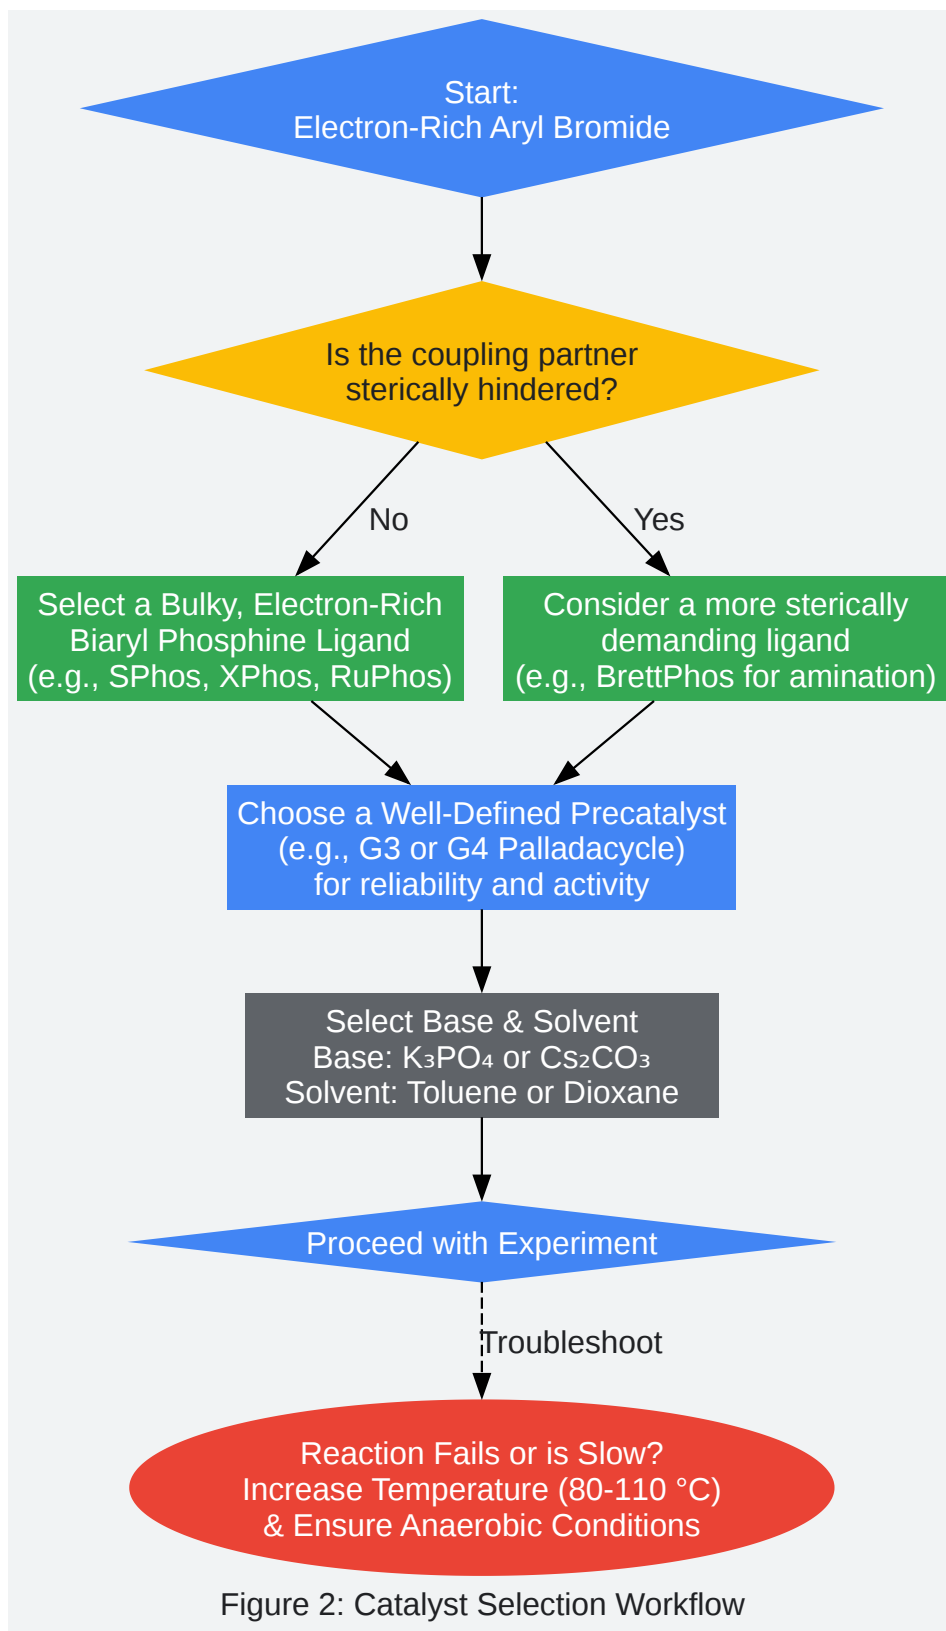 Start:
Electron-Rich Aryl Bromide
Is the coupling partner
sterically hindered?
No
Yes
Select a Bulky, Electron-Rich
Biaryl Phosphine Ligand
(e.g., SPhos, XPhos, RuPhos)
Consider a more sterically
demanding ligand
(e.g., BrettPhos for amination)
Choose a Well-Defined Precatalyst
(e.g., G3 or G4 Palladacycle)
for reliability and activity
Select Base & Solvent
Base: K₃PO₄ or Cs₂CO₃
Solvent: Toluene or Dioxane
Proceed with Experiment
Troubleshoot
Reaction Fails or is Slow?
Increase Temperature (80-110 °C)
& Ensure Anaerobic Conditions
Figure 2: Catalyst Selection Workflow